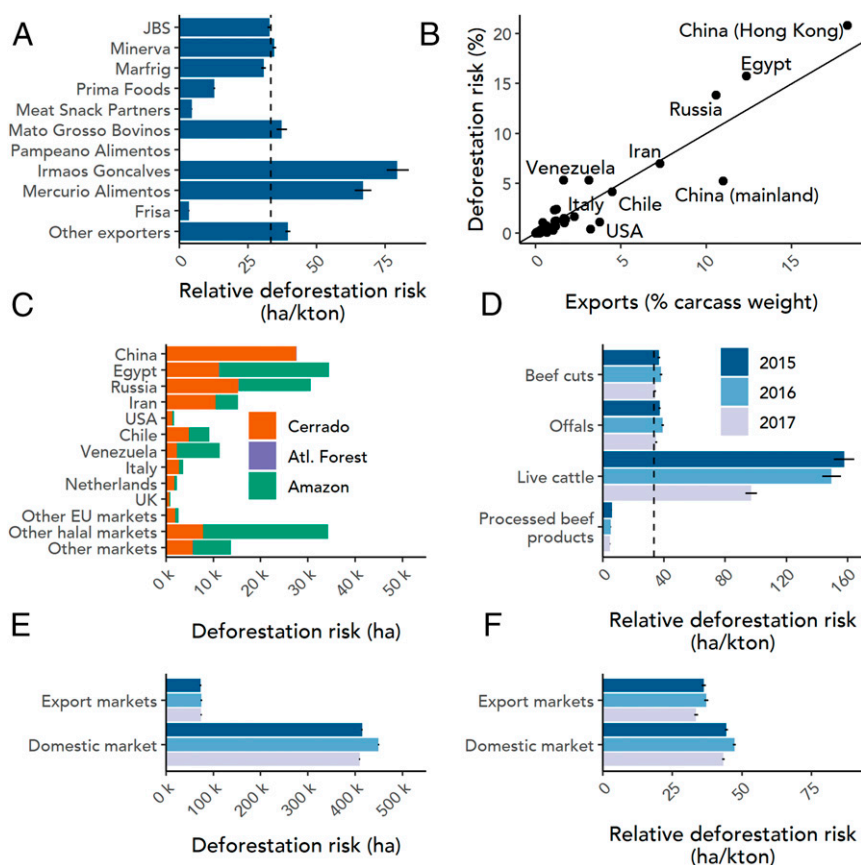 A
JBS
Minerva
Marfrig
Prima Foods
Meat Snack Partners
Mato Grosso Bovinos
Pampeano Alimentos
Irmaos Goncalves
Mercurio Alimentos
Frisa
Other exporters
0
25
50
75
Relative deforestation risk
(ha/kton)
B
Deforestation risk (%)
20
15
10
5
0
China (Hong Kong)
Egypt
Russia
Iran
Venezuela
China (mainland)
Italy
Chile
USA
0
5
10
15
Exports (% carcass weight)
C
China
Egypt
Russia
Iran
USA
Chile
Venezuela
Italy
Netherlands
UK
Other EU markets
Other halal markets
Other markets
Cerrado
Atl. Forest
Amazon
0 k
10 k
20 k
30 k
40 k
50 k
Deforestation risk (ha)
D
Beef cuts
Offals
Live cattle
Processed beef
products
2015
2016
2017
0
40
80
120
160
Relative deforestation risk
(ha/kton)
E
Export markets
Domestic market
0 k
100 k
200 k
300 k
400 k
500 k
Deforestation risk (ha)
F
Export markets
Domestic market
0
25
50
75
Relative deforestation risk
(ha/kton)